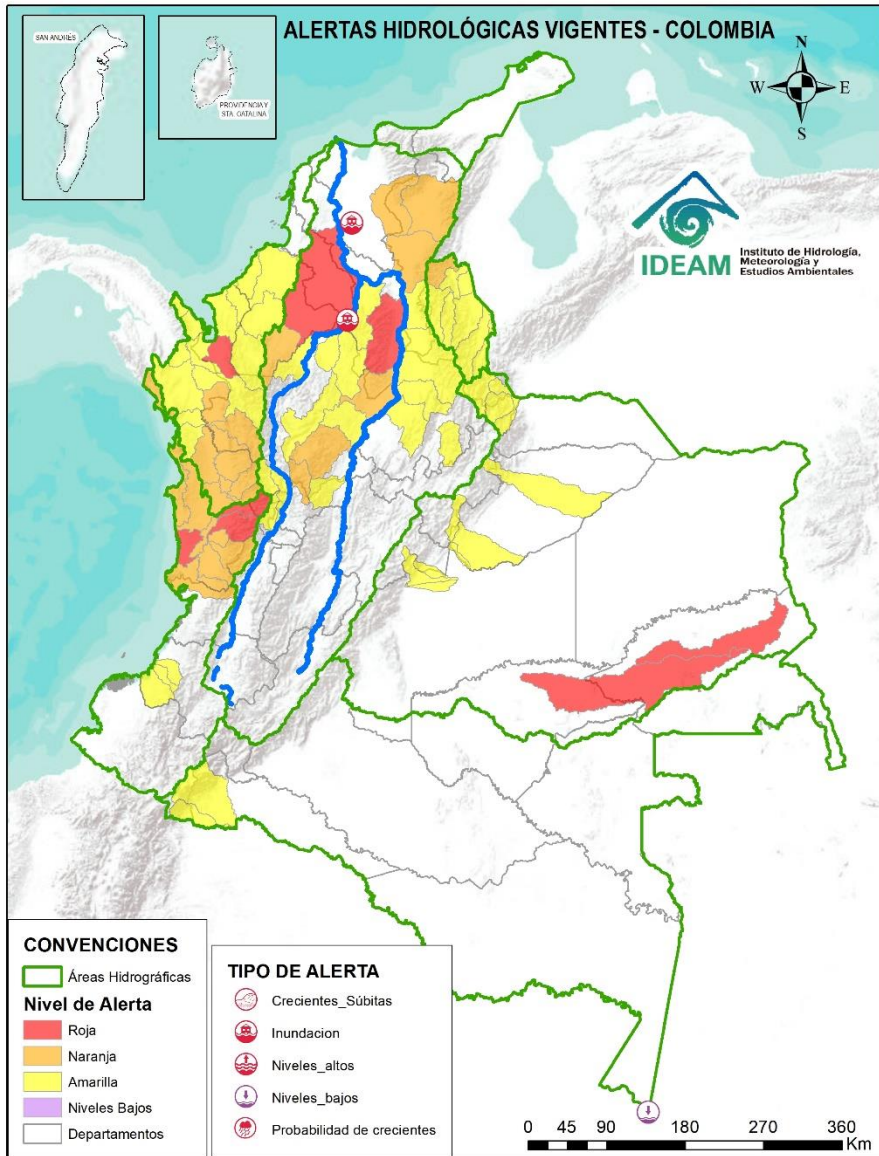 ALERTAS HIDROLÓGICAS VIGENTES - COLOMBIA
SAN ANDRÉS
PROVIDENCIA Y
STA. CATALINA
N
W
E
S
IDEAM
Instituto de Hidrología,
Meteorología y
Estudios Ambientales
CONVENCIONES
Áreas Hidrográficas
Nivel de Alerta
Roja
Naranja
Amarilla
Niveles Bajos
Departamentos
TIPO DE ALERTA
Crecientes_Súbitas
Inundacion
Niveles_altos
Niveles_bajos
Probabilidad de crecientes
0 45 90 180 270 360
Km